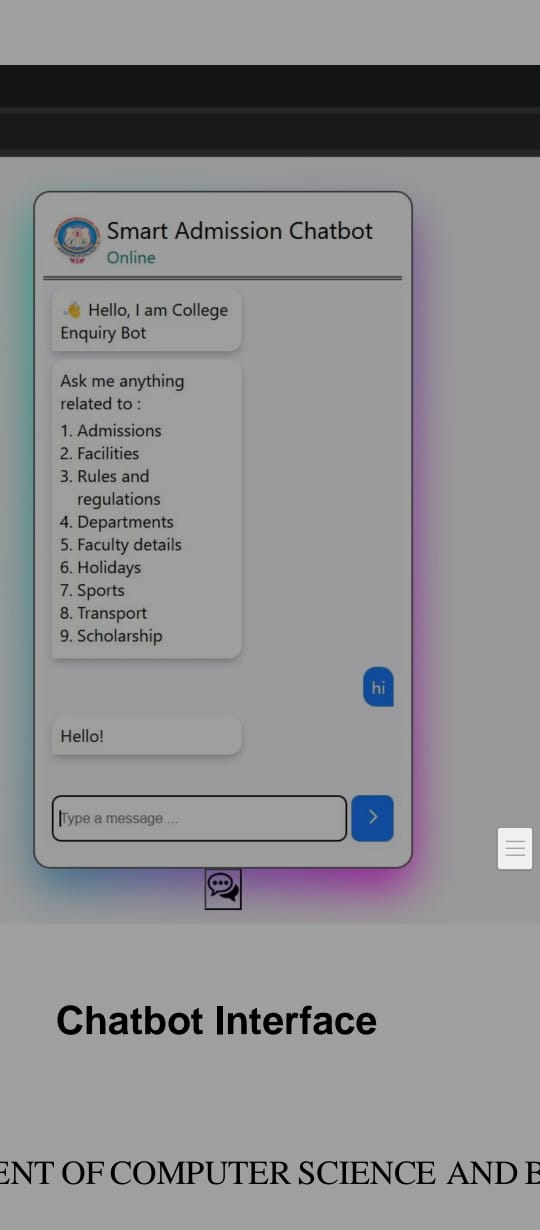 Smart Admission Chatbot
Online
👋 Hello, I am College
Enquiry Bot
Ask me anything
related to :
1. Admissions
2. Facilities
3. Rules and
regulations
4. Departments
5. Faculty details
6. Holidays
7. Sports
8. Transport
9. Scholarship
hi
Hello!
Type a message ...
Chatbot Interface
ENT OF COMPUTER SCIENCE AND B